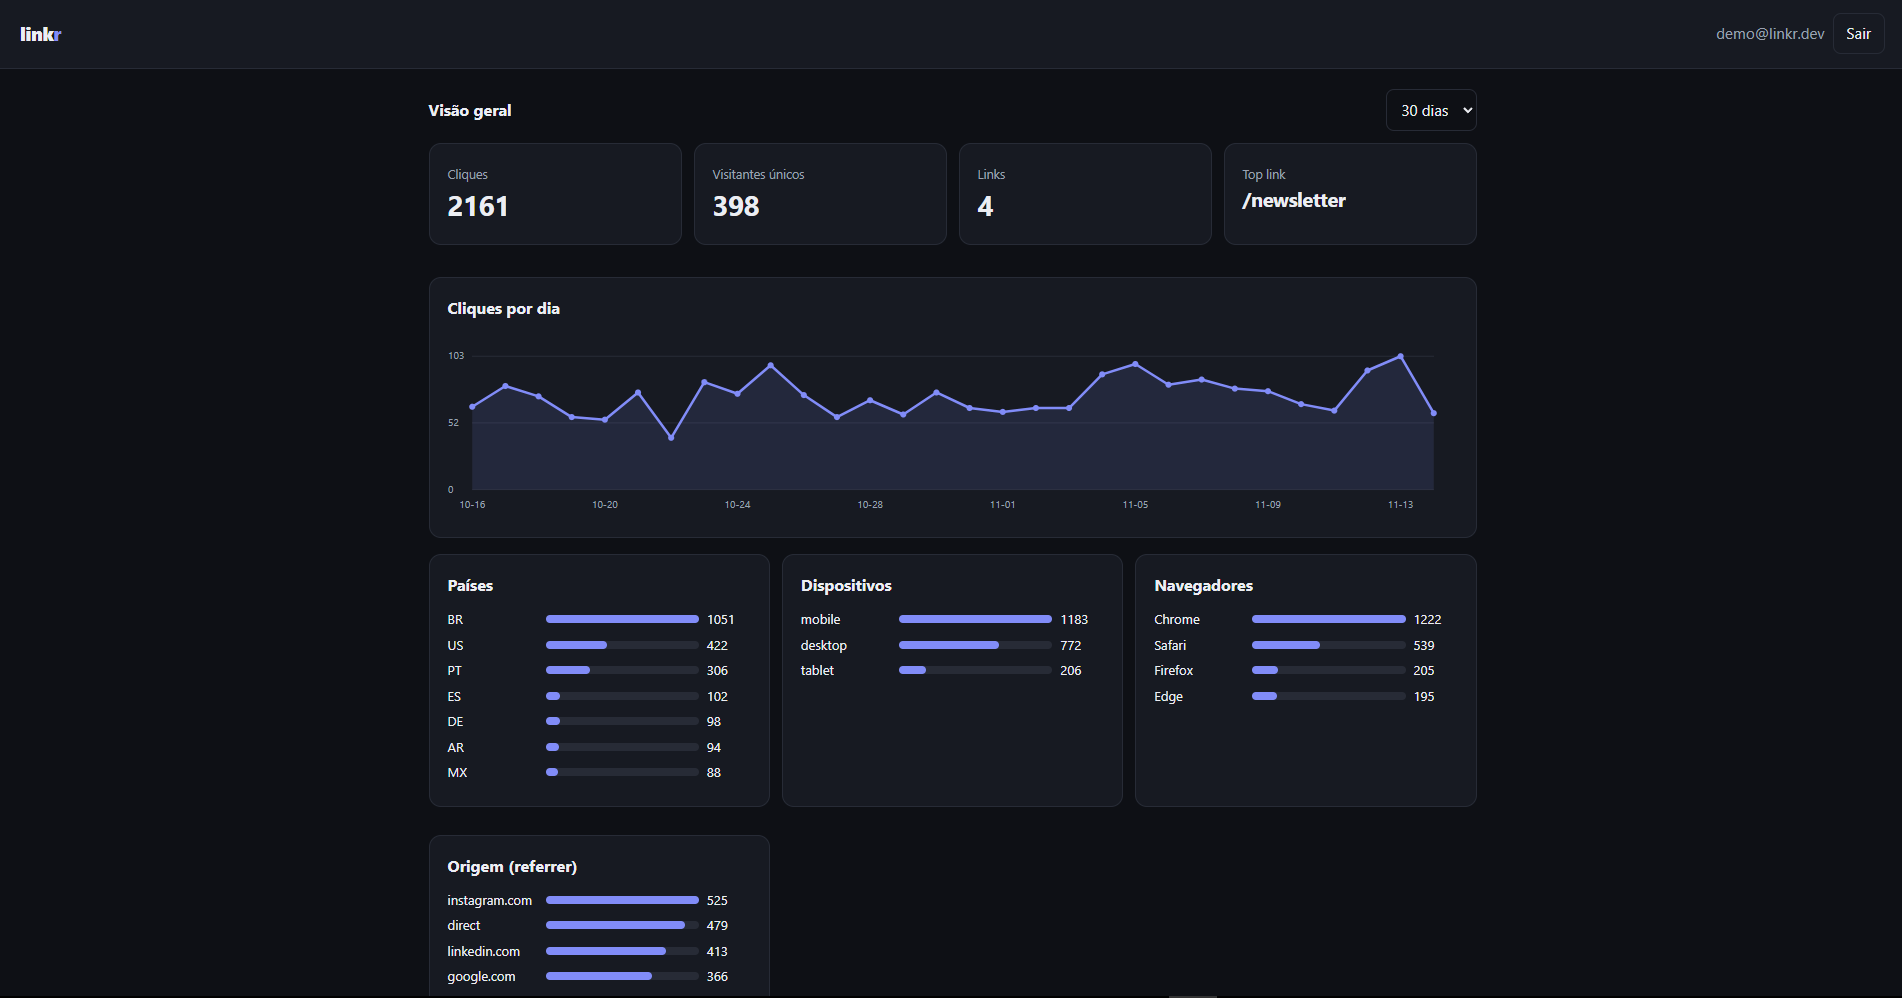 linkr
demo@linkr.dev
Sair
Visão geral
30 dias
Cliques
2161
Visitantes únicos
398
Links
4
Top link
/newsletter
Cliques por dia
103
52
0
10-16 10-20 10-24 10-28 11-01 11-05 11-09 11-13
Países
BR 1051
US 422
PT 306
ES 102
DE 98
AR 94
MX 88
Dispositivos
mobile 1183
desktop 772
tablet 206
Navegadores
Chrome 1222
Safari 539
Firefox 205
Edge 195
Origem (referrer)
instagram.com 525
direct 479
linkedin.com 413
google.com 366